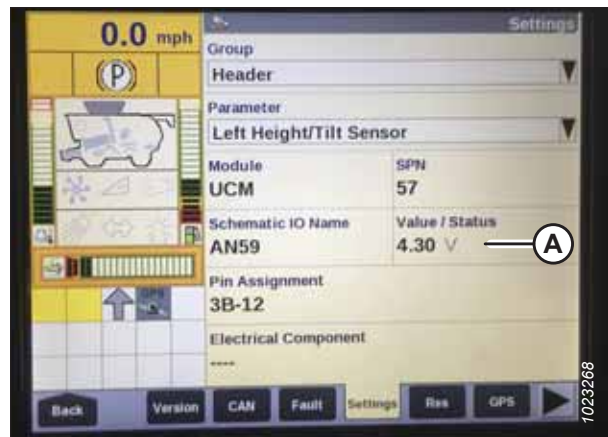 0.0 mph
Settings
(P)
Group
Header
Parameter
Left Height/Tilt Sensor
Module
UCM
SPN
57
Schematic IO Name
AN59
Value / Status
4.30 V
A
Pin Assignment
3B-12
Electrical Component
----
Back
Version
CAN
Fault
Settings
Res
GPS
1023268